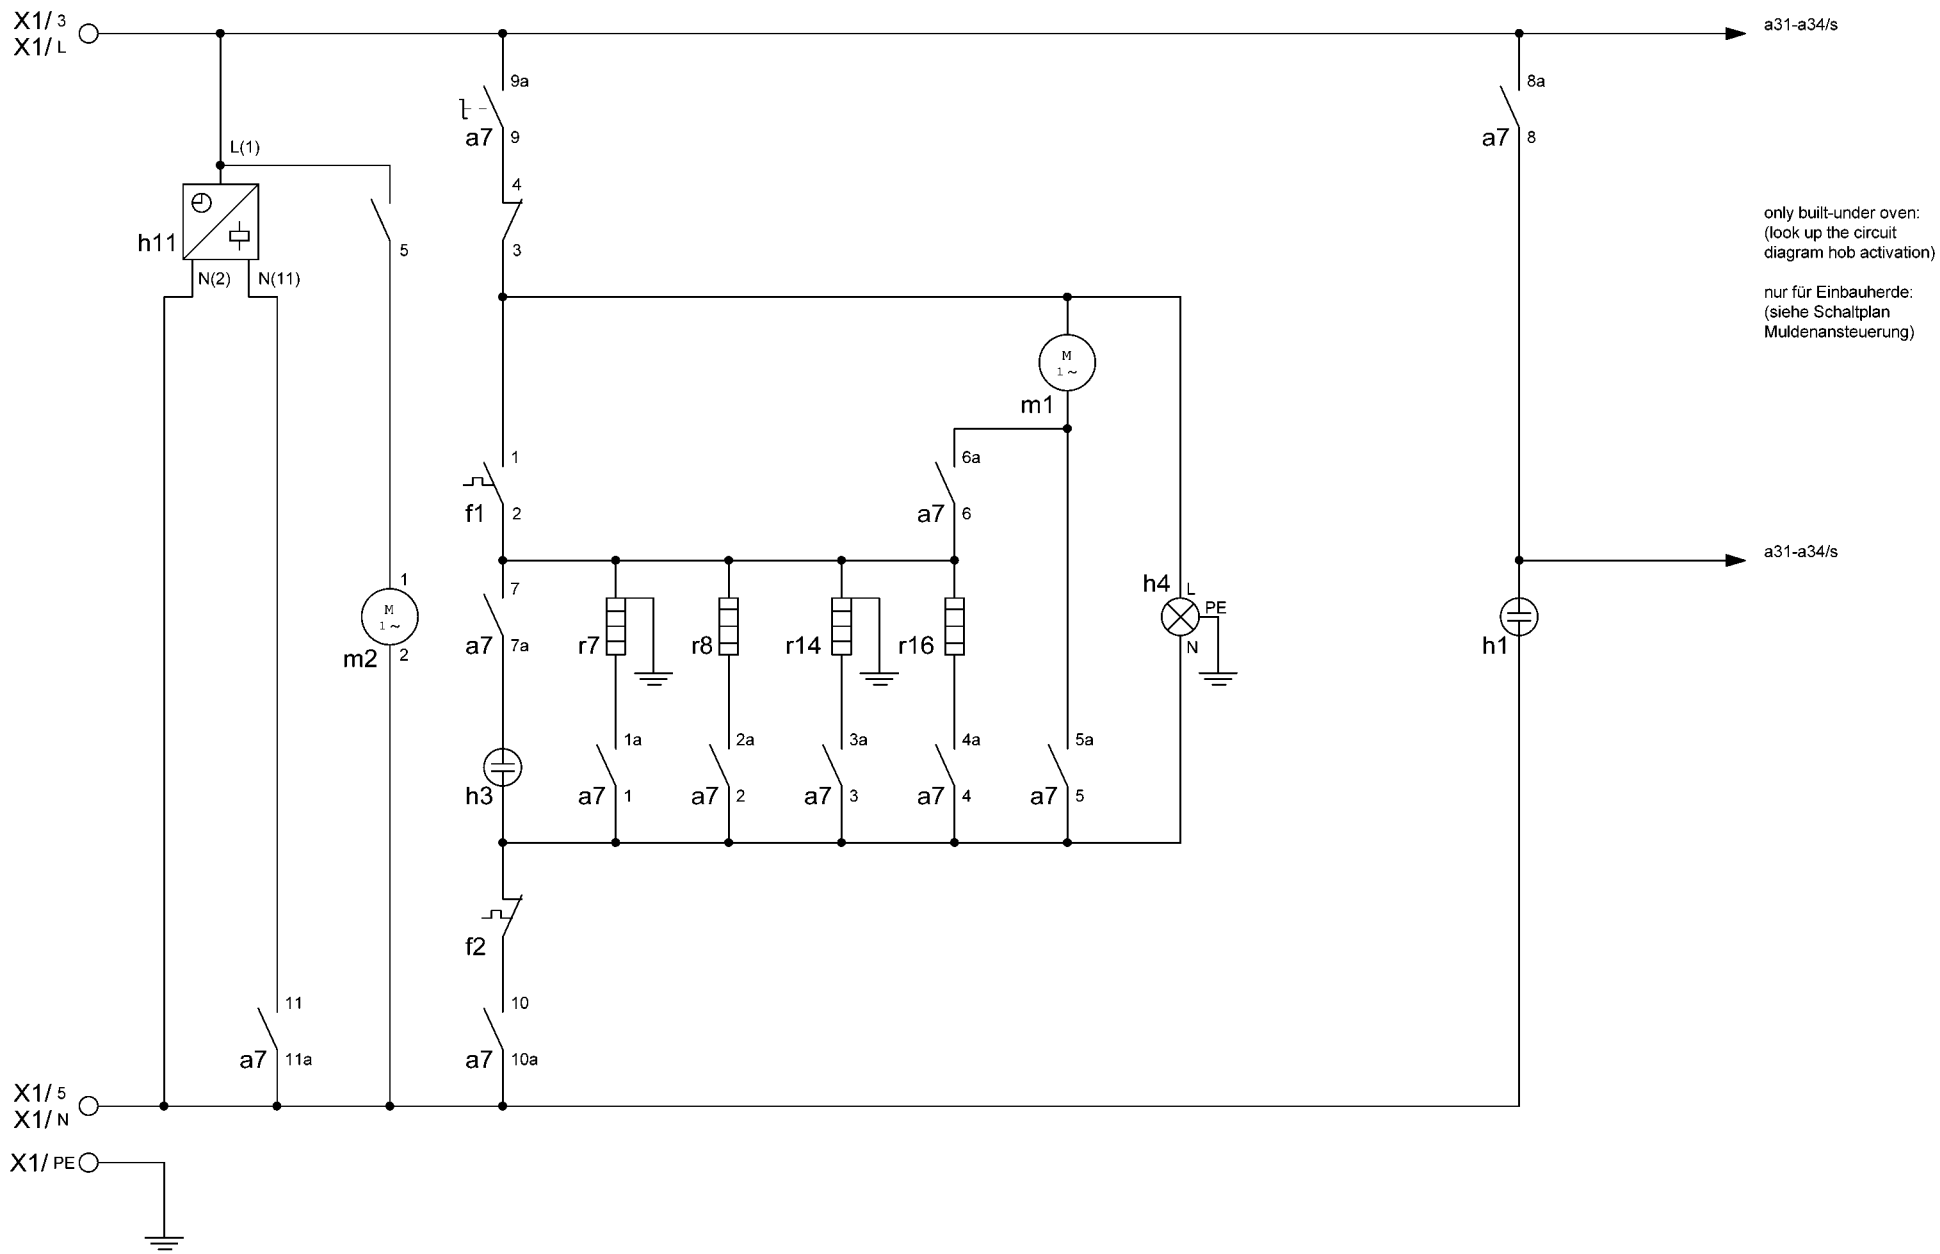 X1/ 3
X1/ L
a31-a34/s
9a
a7 9
8a
a7 8
L(1)
4
3
h11
N(2) N(11)
5
only built-under oven:
(look up the circuit
diagram hob activation)
nur für Einbauherde:
(siehe Schaltplan
Muldenansteuerung)
M
1 ~
m1
1
f1 2
6a
a7 6
a31-a34/s
1
M
1 ~
m2 2
7
a7 7a
r7
r8
r14
r16
h4 L
PE
N
h1
h3
1a
a7 1
2a
a7 2
3a
a7 3
4a
a7 4
5a
a7 5
f2
11
a7 11a
10
a7 10a
X1/ 5
X1/ N
X1/ PE